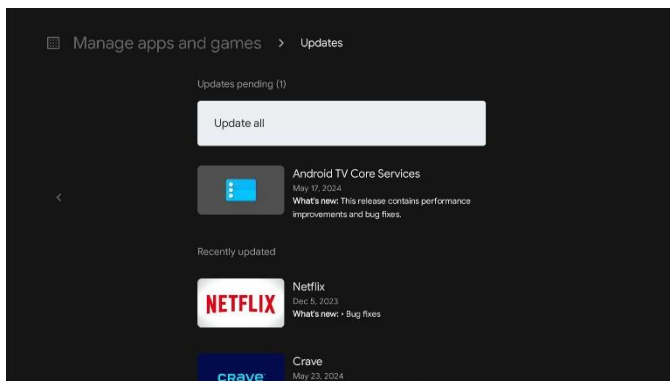 Manage apps and games > Updates
Updates pending (1)
Update all
Android TV Core Services
May 17, 2024
What's new: This release contains performance
improvements and bug fixes.
Recently updated
NETFLIX
Netflix
Dec 5, 2023
What's new: • Bug fixes
CRAVE
Crave
May 23, 2024